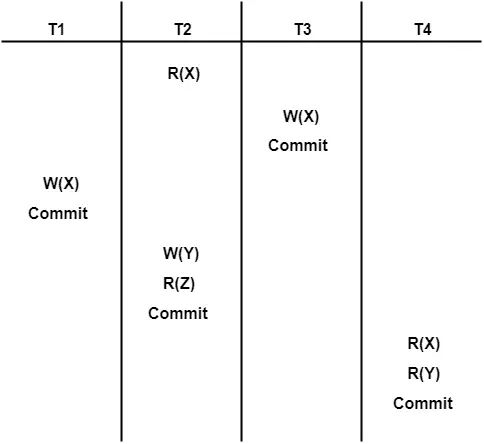 T1 T2 T3 T4
R(X)
W(X)
Commit
W(X)
Commit
W(Y)
R(Z)
Commit
R(X)
R(Y)
Commit